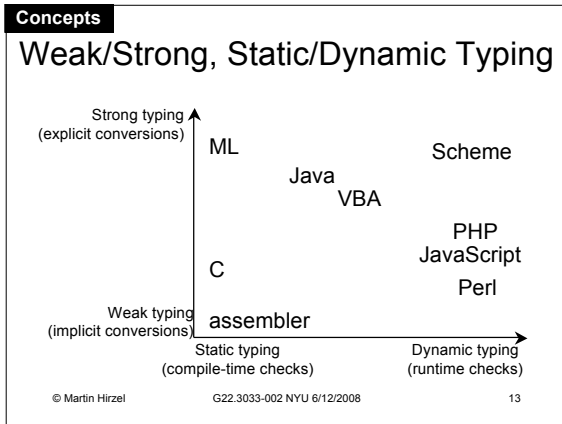 Concepts
Weak/Strong, Static/Dynamic Typing
Strong typing
(explicit conversions)
ML
Scheme
Java
VBA
PHP
JavaScript
C
Perl
Weak typing
(implicit conversions)
assembler
Static typing
(compile-time checks)
Dynamic typing
(runtime checks)
© Martin Hirzel
G22.3033-002 NYU 6/12/2008
13